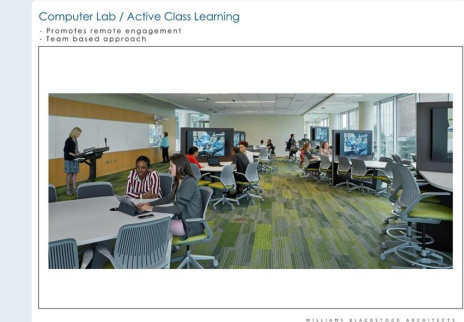 Computer Lab / Active Class Learning
- Promotes remote engagement
- Team based approach
WILLIAMS BLACKSTOCK ARCHITECTS